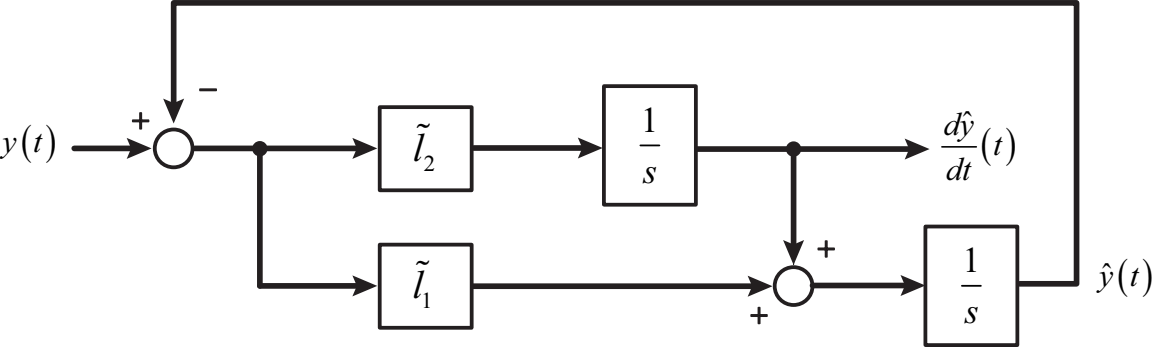 −
+
y(t)
l̃₂
1/s
dŷ/dt (t)
+
l̃₁
+
1/s
ŷ(t)